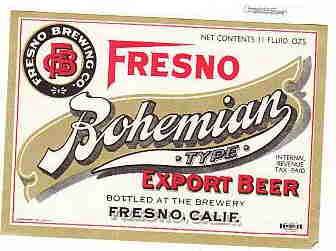 FRESNO BREWING CO.
FB
NET CONTENTS 11 FLUID OZS.
FRESNO
Bohemian
TYPE
INTERNAL
REVENUE
TAX PAID
EXPORT BEER
BOTTLED AT THE BREWERY
FRESNO, CALIF.